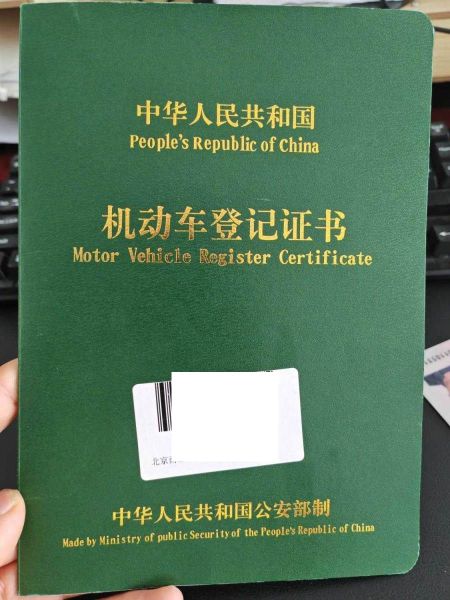 中华人民共和国
People's Republic of China
机动车登记证书
Motor Vehicle Register Certificate
北京
中华人民共和国公安部制
Made by Ministry of public Security of the People's Republic of China